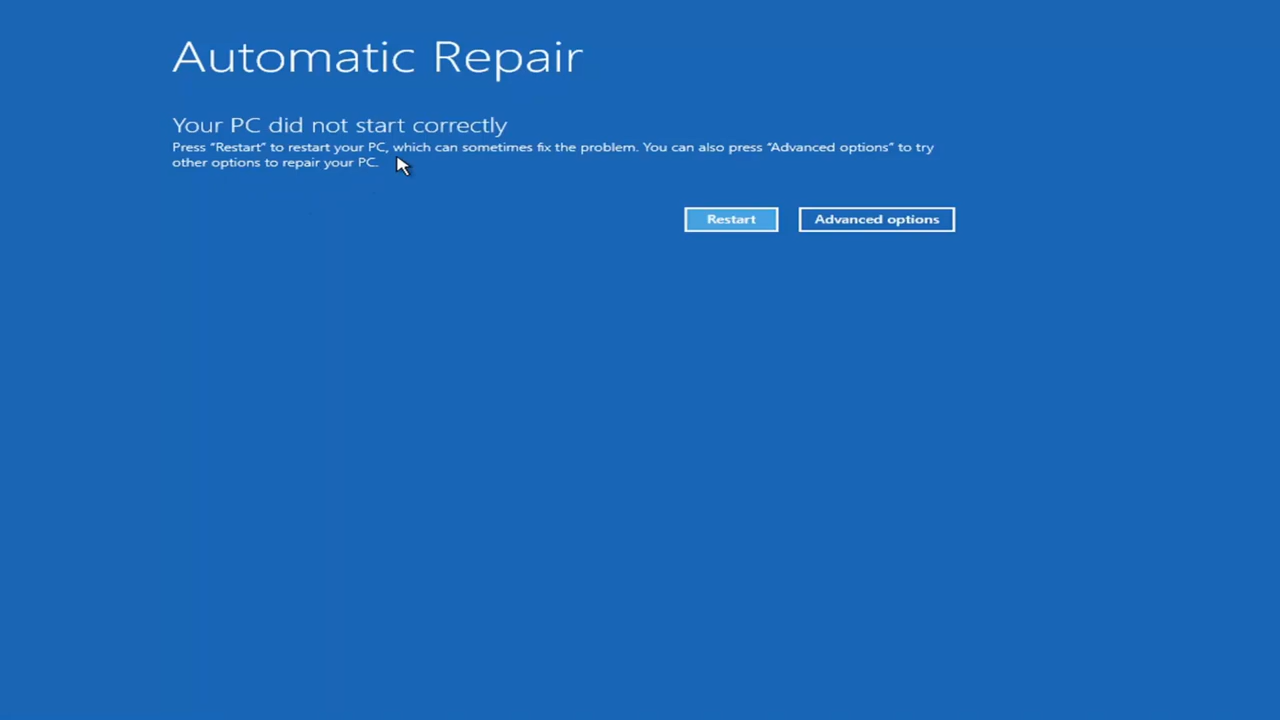 Automatic Repair
Your PC did not start correctly
Press “Restart” to restart your PC, which can sometimes fix the problem. You can also press “Advanced options” to try
other options to repair your PC.
Restart
Advanced options